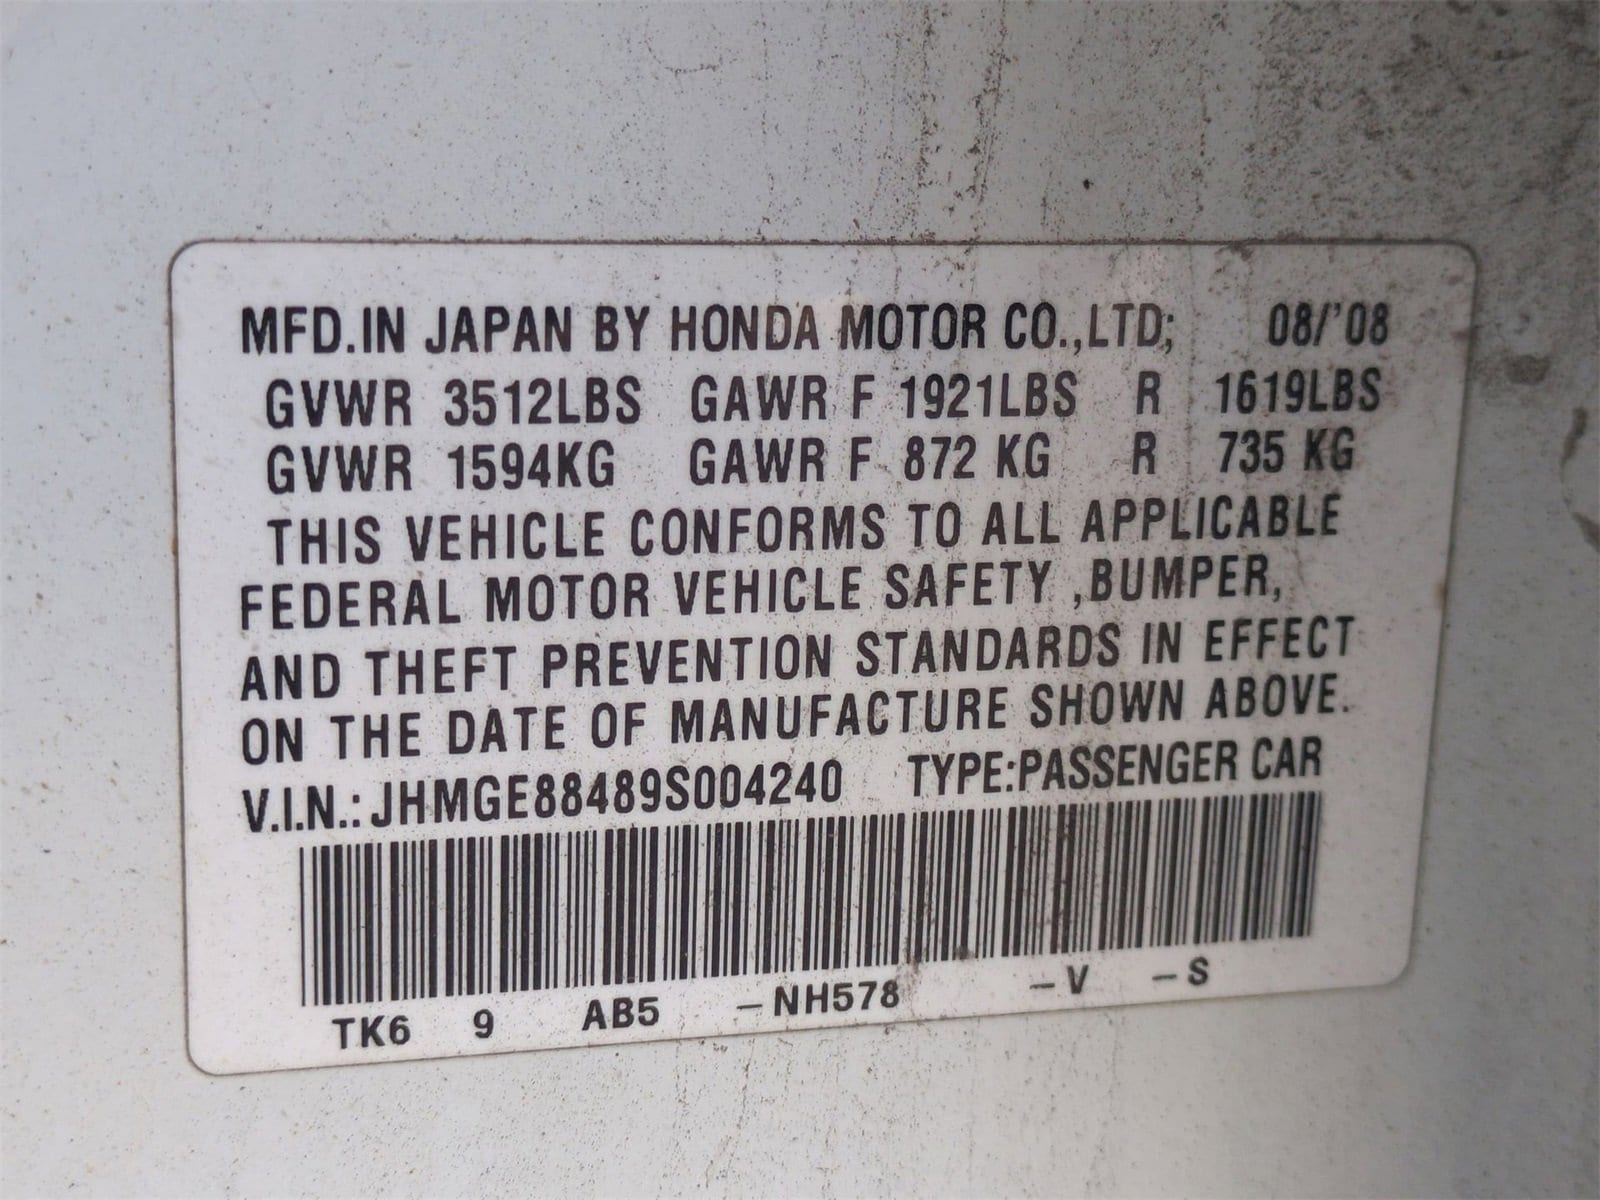 MFD.IN JAPAN BY HONDA MOTOR CO.,LTD; 08/'08
GVWR 3512LBS GAWR F 1921LBS R 1619LBS
GVWR 1594KG GAWR F 872 KG R 735 KG
THIS VEHICLE CONFORMS TO ALL APPLICABLE
FEDERAL MOTOR VEHICLE SAFETY ,BUMPER,
AND THEFT PREVENTION STANDARDS IN EFFECT
ON THE DATE OF MANUFACTURE SHOWN ABOVE.
V.I.N.: JHMGE88489S004240 TYPE:PASSENGER CAR
TK6 9 AB5 –NH578 –V –S